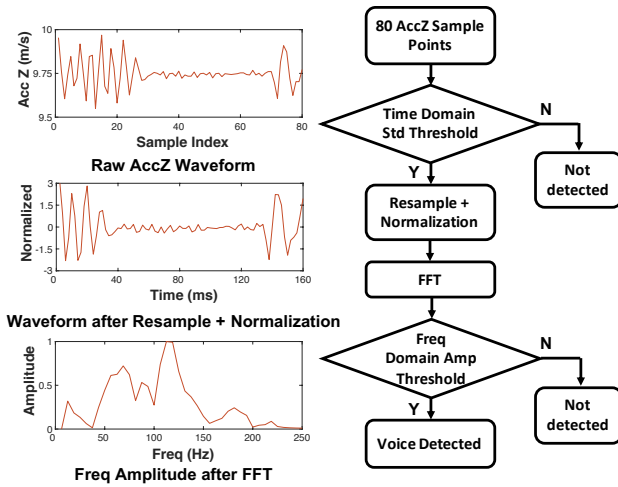 10
9.75
9.5
Acc Z (m/s)
0
20
40
60
80
Sample Index
Raw AccZ Waveform
3
1.5
0
-1.5
-3
Normalized
0
40
80
120
160
Time (ms)
Waveform after Resample + Normalization
1
0.5
0
Amplitude
0
50
100
150
200
250
Freq (Hz)
Freq Amplitude after FFT
80 AccZ Sample
Points
Time Domain
Std Threshold
N
Not
detected
Y
Resample +
Normalization
FFT
Freq
Domain Amp
Threshold
N
Not
detected
Y
Voice Detected